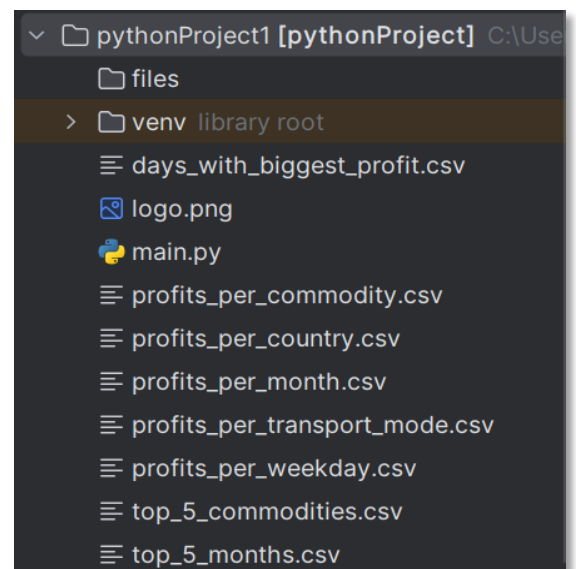 pythonProject1 [pythonProject] C:\Use
files
venv library root
days_with_biggest_profit.csv
logo.png
main.py
profits_per_commodity.csv
profits_per_country.csv
profits_per_month.csv
profits_per_transport_mode.csv
profits_per_weekday.csv
top_5_commodities.csv
top_5_months.csv